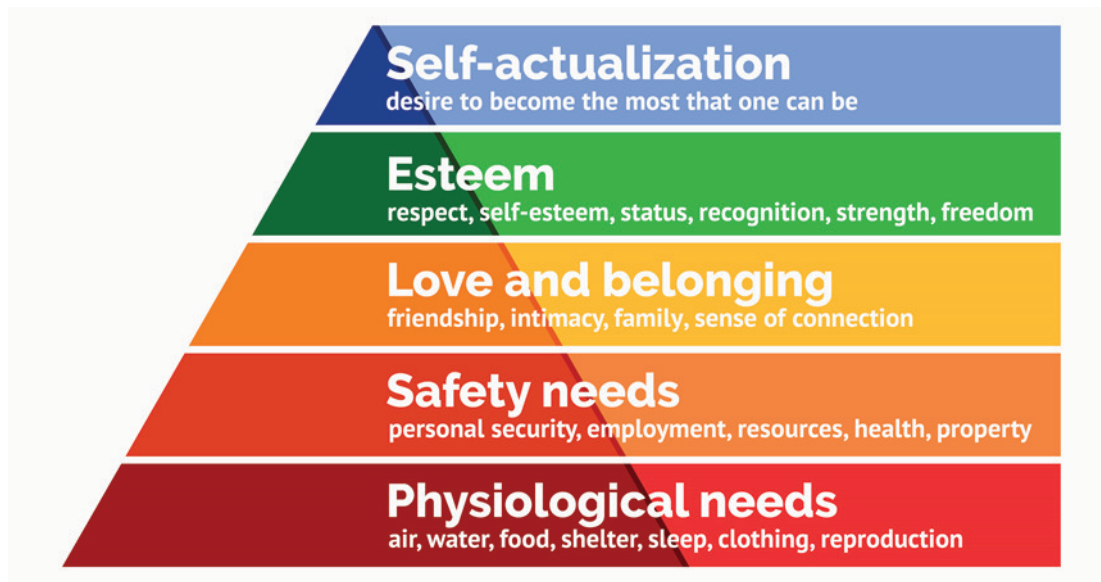 Self-actualization
desire to become the most that one can be
Esteem
respect, self-esteem, status, recognition, strength, freedom
Love and belonging
friendship, intimacy, family, sense of connection
Safety needs
personal security, employment, resources, health, property
Physiological needs
air, water, food, shelter, sleep, clothing, reproduction